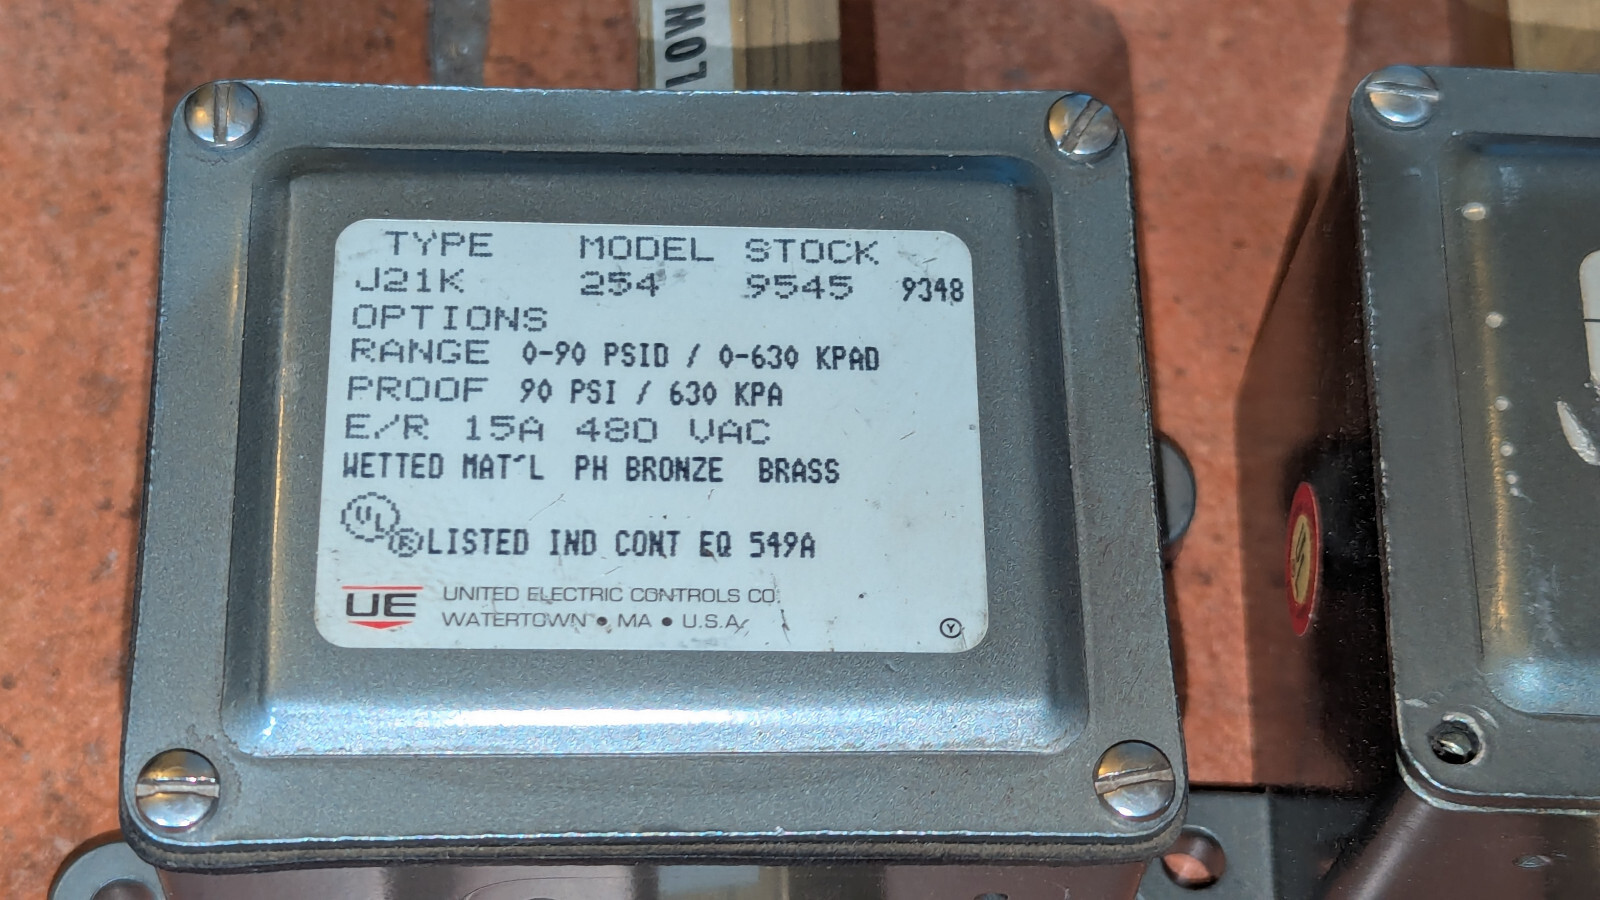 LOW
TYPE MODEL STOCK
J21K 254 9545 9348
OPTIONS
RANGE 0-90 PSID / 0-630 KPAD
PROOF 90 PSI / 630 KPA
E/R 15A 480 VAC
WETTED MAT'L PH BRONZE BRASS
UL
® LISTED IND CONT EQ 549A
UE UNITED ELECTRIC CONTROLS CO.
WATERTOWN • MA • U.S.A.
Y